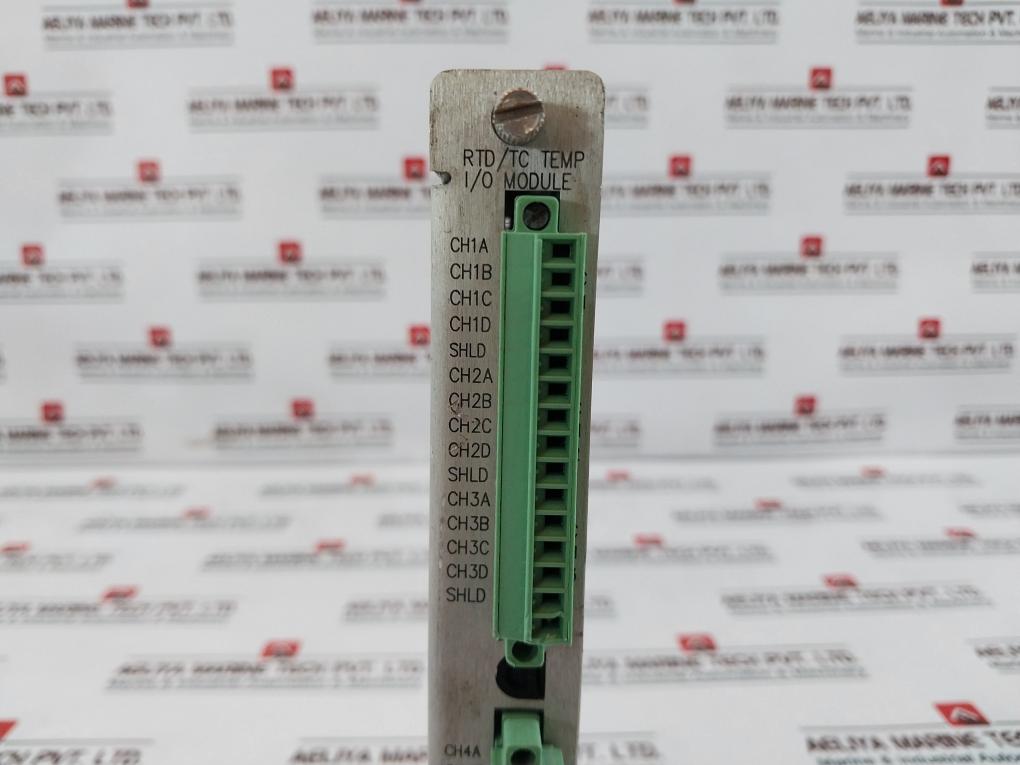 RTD/TC TEMP
I/O MODULE
CH1A
CH1B
CH1C
CH1D
SHLD
CH2A
CH2B
CH2C
CH2D
SHLD
CH3A
CH3B
CH3C
CH3D
SHLD
CH4A
AELIYA MARINE TECH PVT. LTD.